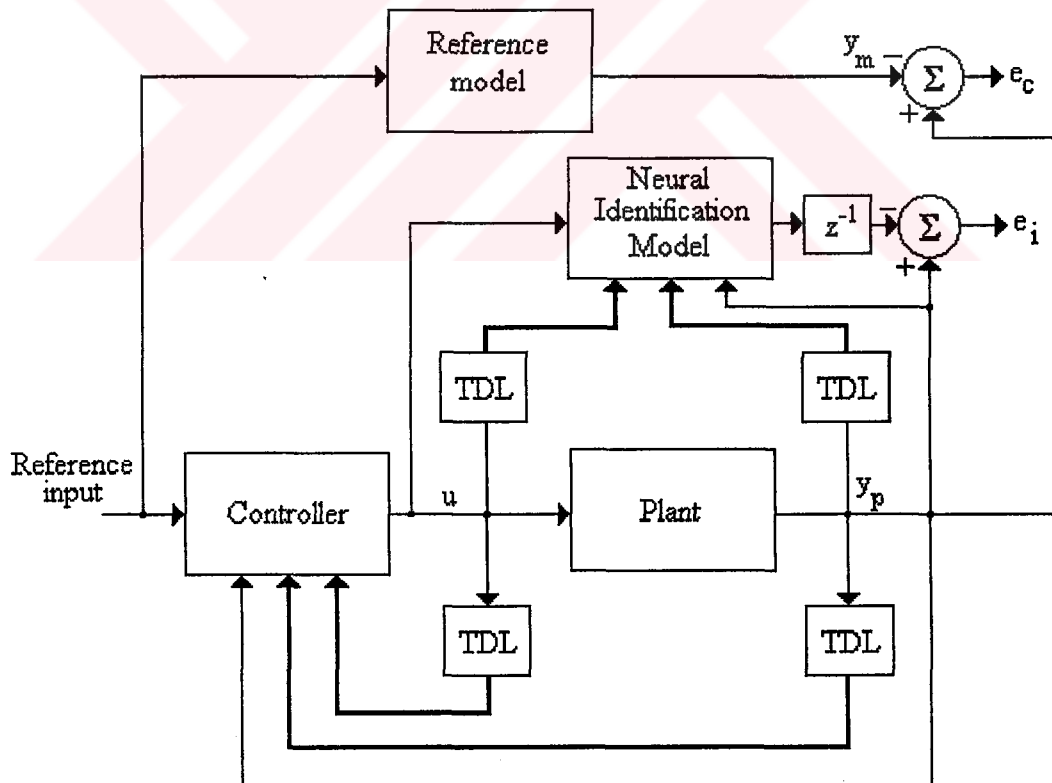 Reference
model
y_m
−
Σ
e_c
+
Neural
Identification
Model
z^-1
−
Σ
e_i
+
TDL
TDL
Reference
input
Controller
u
Plant
y_p
TDL
TDL